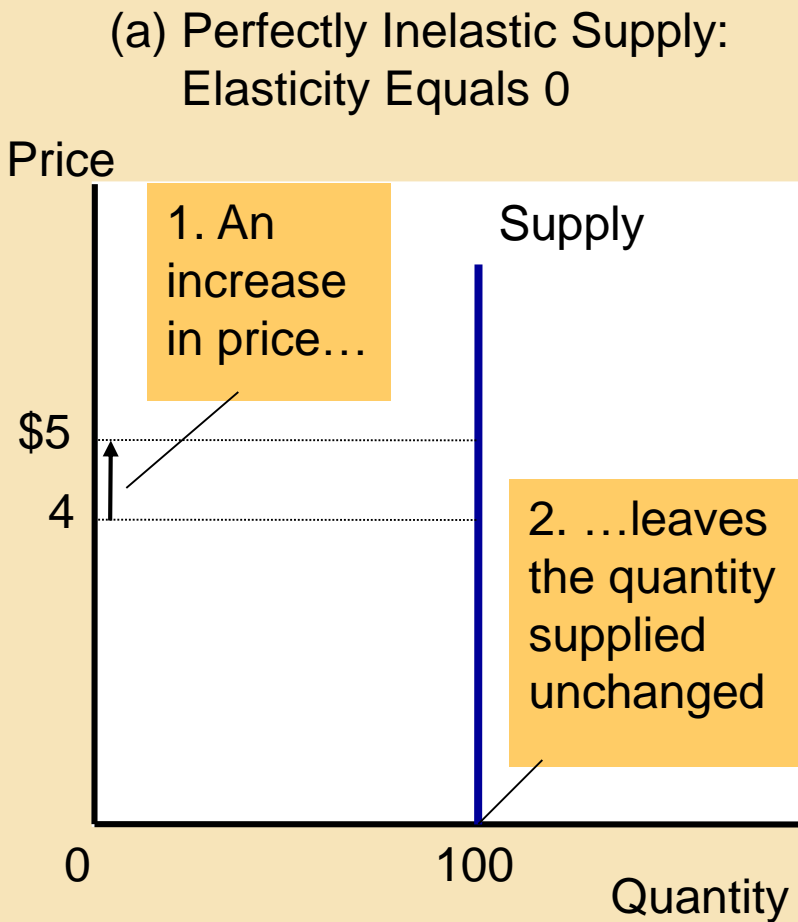 (a) Perfectly Inelastic Supply:
Elasticity Equals 0
Price
1. An
increase
in price…
Supply
$5
4
2. …leaves
the quantity
supplied
unchanged
0
100
Quantity